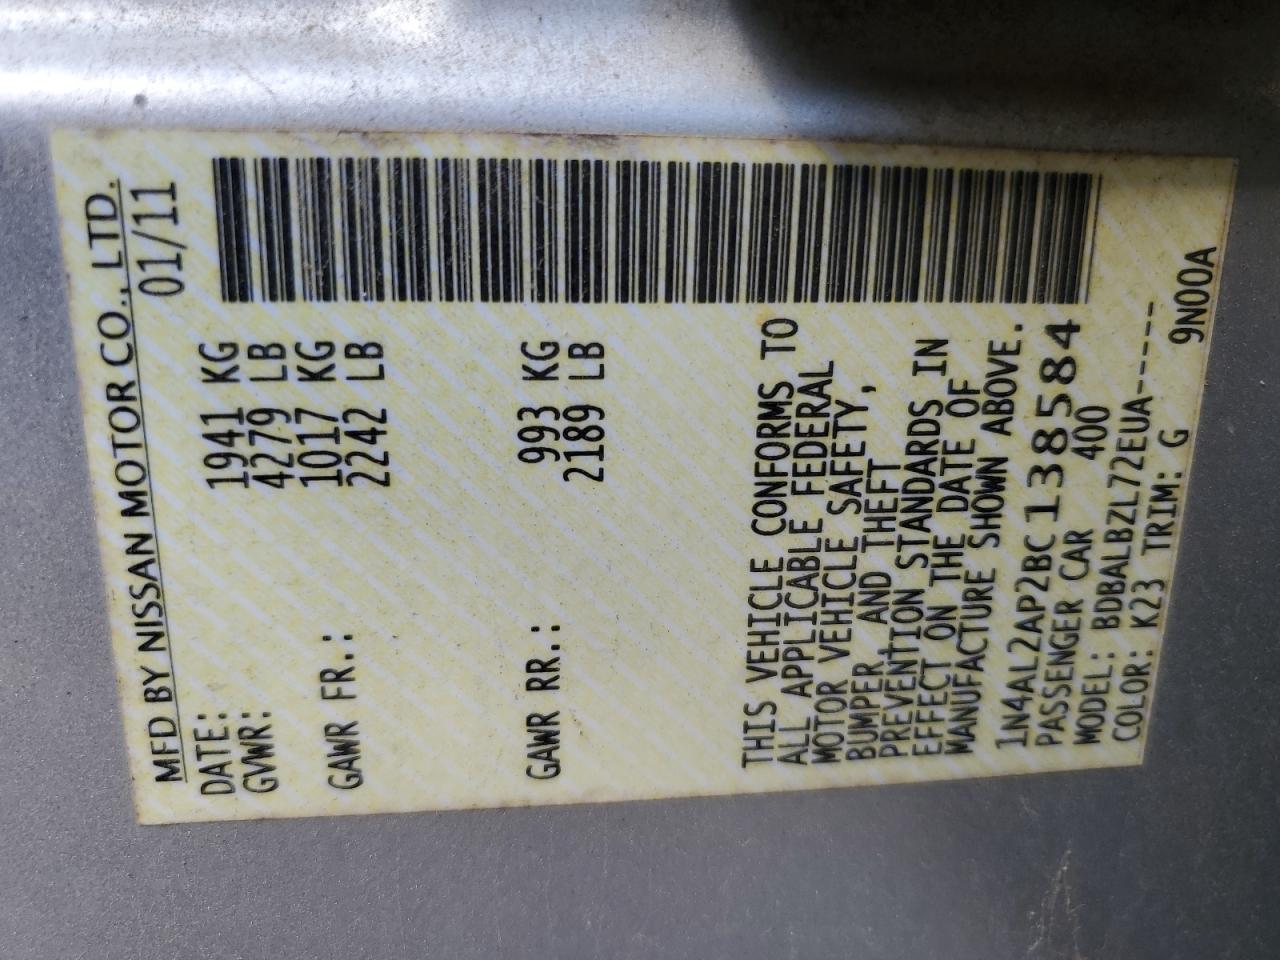 MFD BY NISSAN MOTOR CO., LTD.
DATE: 01/11
GVWR: 1941 KG
4279 LB
GAWR FR.: 1017 KG
2242 LB
GAWR RR.: 993 KG
2189 LB
THIS VEHICLE CONFORMS TO
ALL APPLICABLE FEDERAL
MOTOR VEHICLE SAFETY,
BUMPER, AND THEFT
PREVENTION STANDARDS IN
EFFECT ON THE DATE OF
MANUFACTURE SHOWN ABOVE.
1N4AL2AP2BC138584
PASSENGER CAR 400
MODEL: BDBALBZL72EUA-----
COLOR: K23 TRIM: G 9N00A